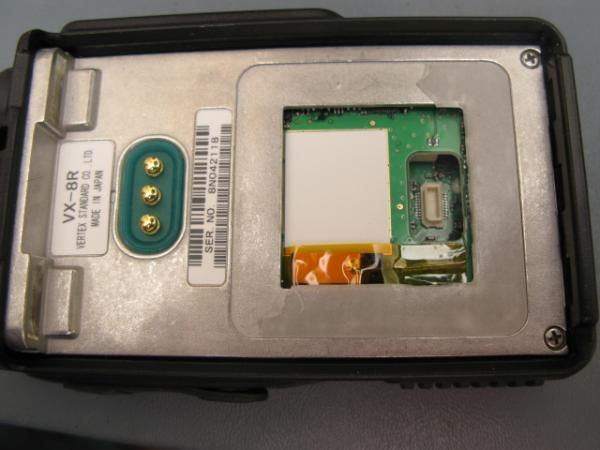 VX-8R
VERTEX STANDARD CO., LTD.
MADE IN JAPAN
SER. NO. 8N042118